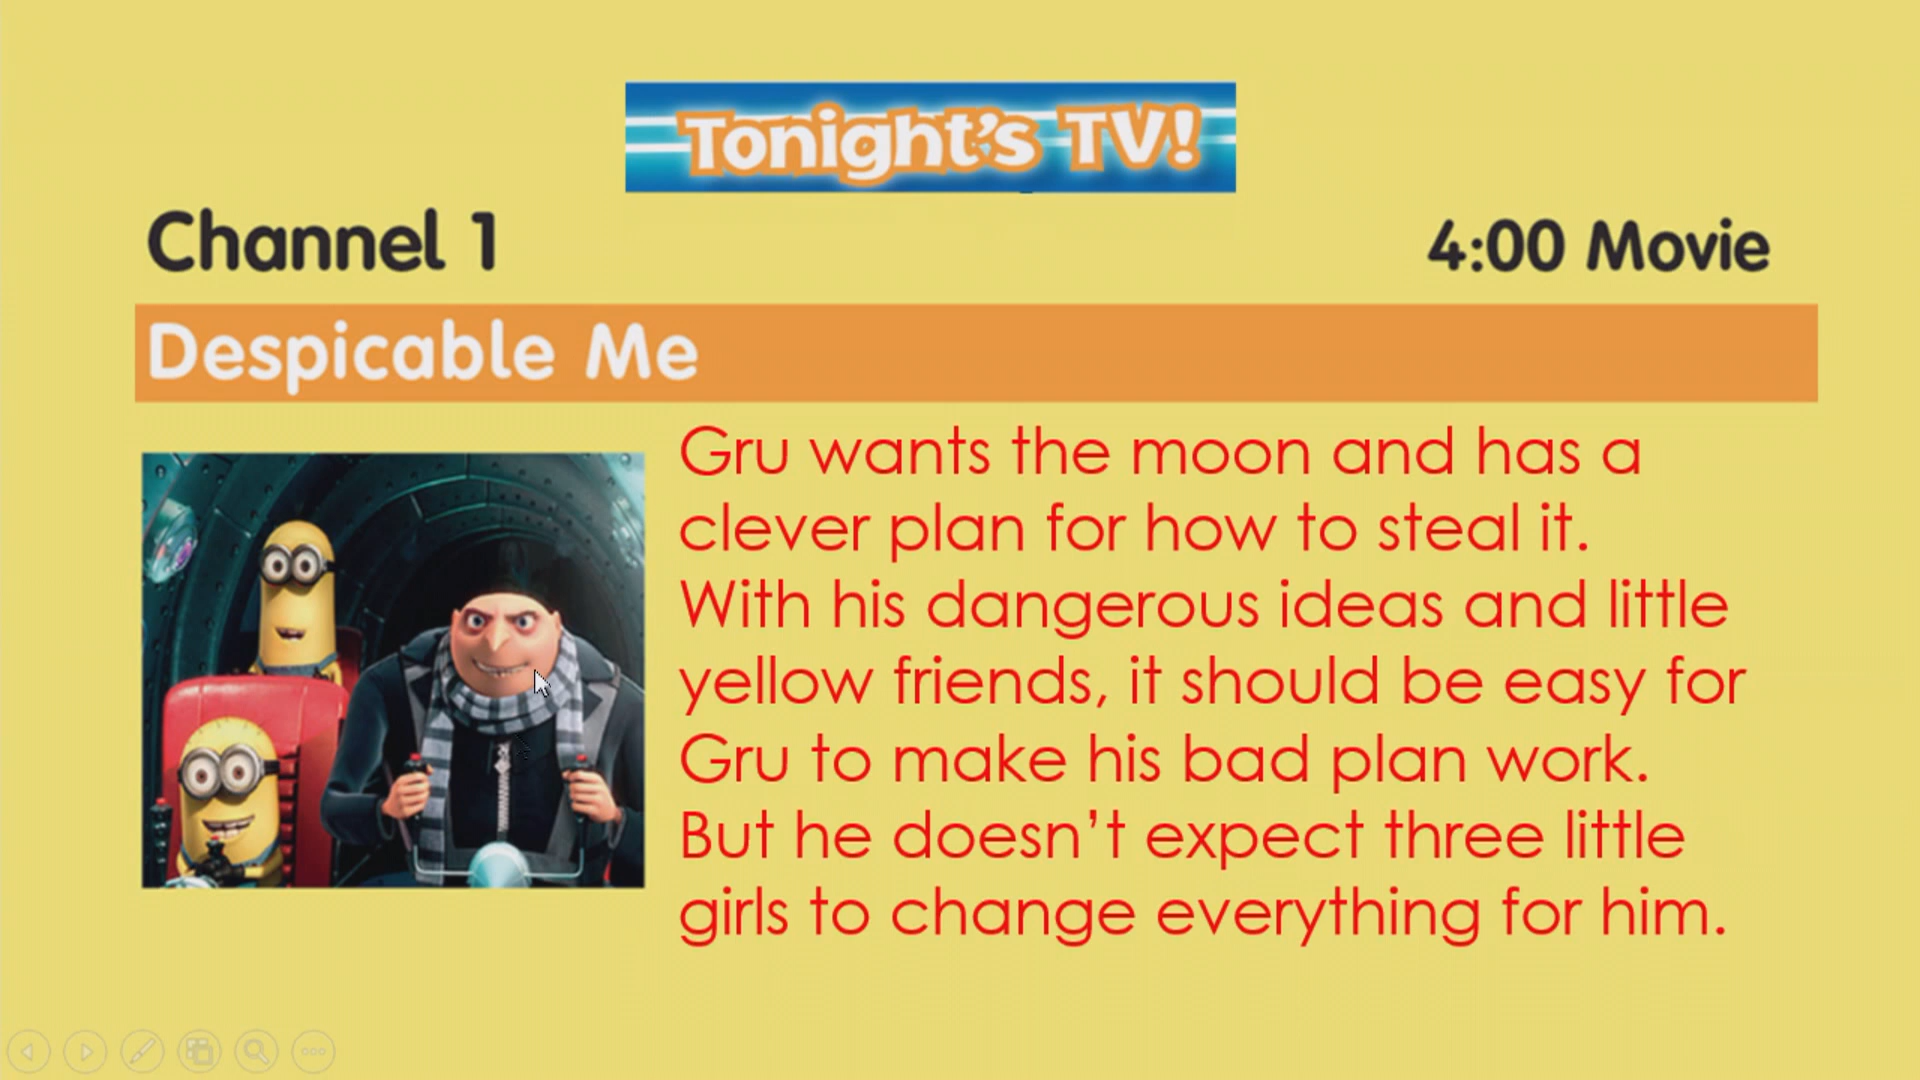 Tonight's TV!
Channel 1
4:00 Movie
Despicable Me
Gru wants the moon and has a
clever plan for how to steal it.
With his dangerous ideas and little
yellow friends, it should be easy for
Gru to make his bad plan work.
But he doesn’t expect three little
girls to change everything for him.